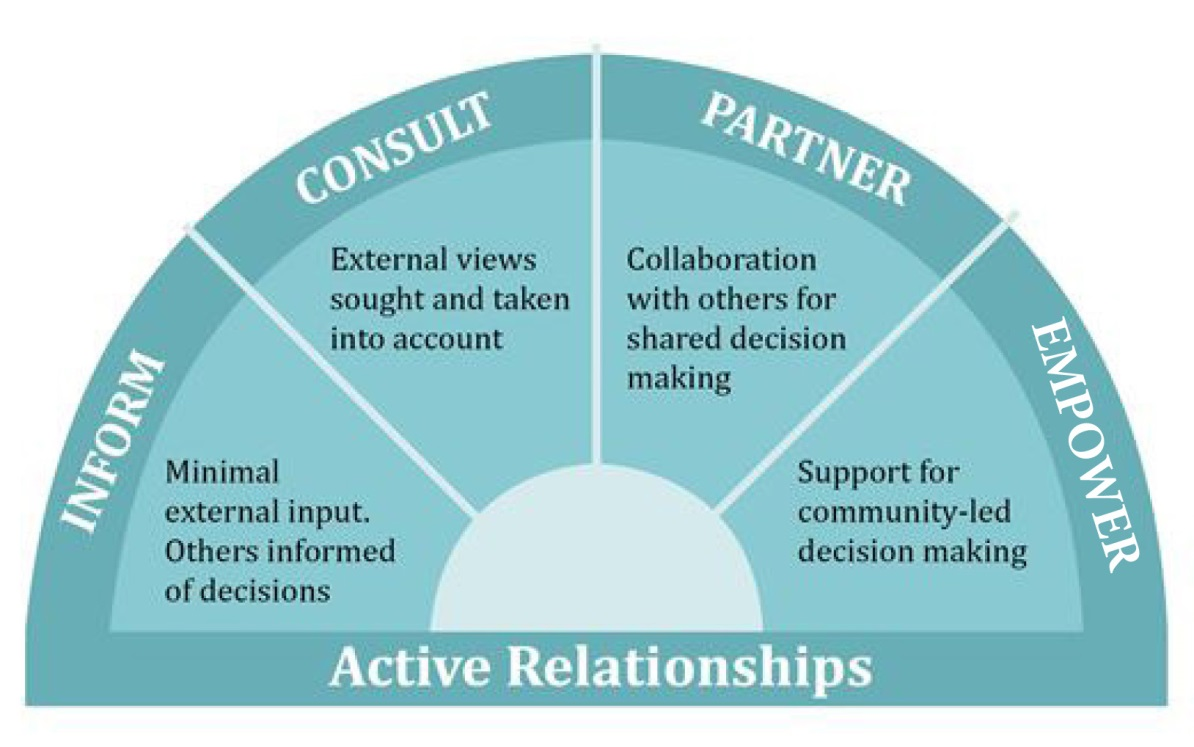 INFORM
Minimal
external input.
Others informed
of decisions
CONSULT
External views
sought and taken
into account
PARTNER
Collaboration
with others for
shared decision
making
EMPOWER
Support for
community-led
decision making
Active Relationships